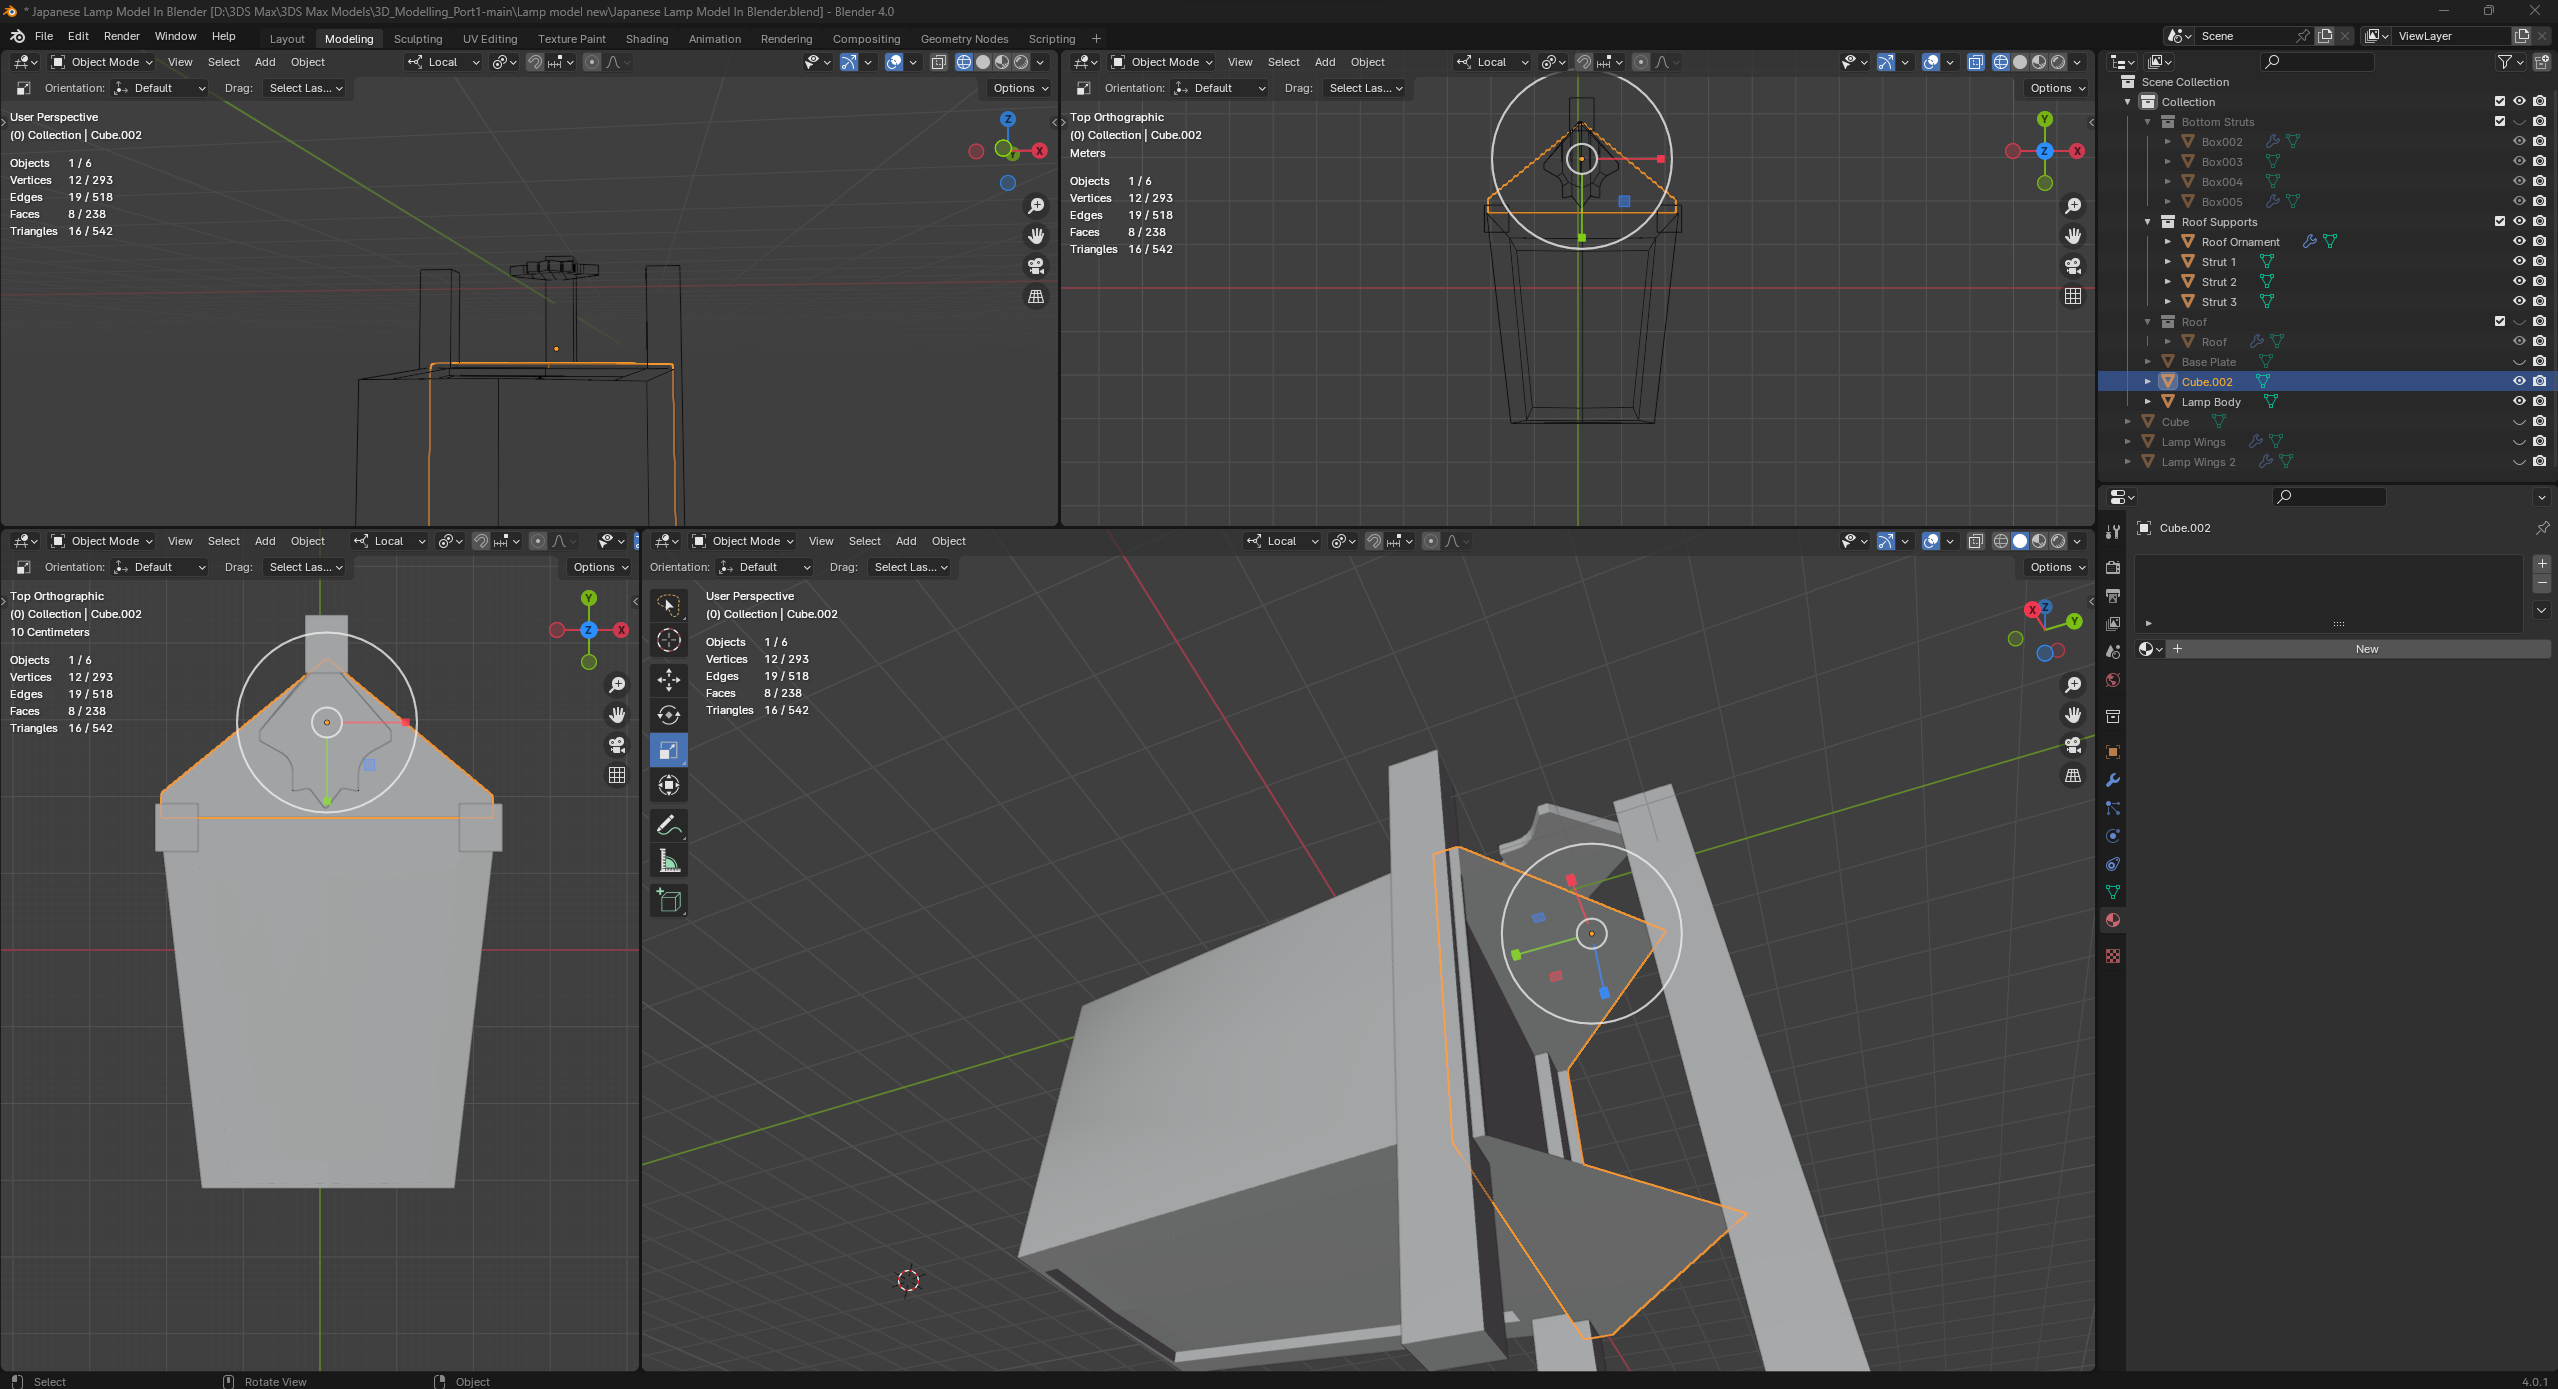 * Japanese Lamp Model In Blender [D:\3DS Max\3DS Max Models\3D_Modelling_Port1-main\Lamp model new\Japanese Lamp Model In Blender.blend] - Blender 4.0
File Edit Render Window Help Layout Modeling Sculpting UV Editing Texture Paint Shading Animation Rendering Compositing Geometry Nodes Scripting + Scene ViewLayer
Object Mode View Select Add Object Local
Orientation: Default Drag: Select Las... Options
User Perspective
(0) Collection | Cube.002
Objects 1 / 6
Vertices 12 / 293
Edges 19 / 518
Faces 8 / 238
Triangles 16 / 542
Z
Y
X
Object Mode View Select Add Object Local
Orientation: Default Drag: Select Las... Options
Top Orthographic
(0) Collection | Cube.002
Meters
Objects 1 / 6
Vertices 12 / 293
Edges 19 / 518
Faces 8 / 238
Triangles 16 / 542
Y
Z
X
Object Mode View Select Add Object Local
Orientation: Default Drag: Select Las... Options
Top Orthographic
(0) Collection | Cube.002
10 Centimeters
Objects 1 / 6
Vertices 12 / 293
Edges 19 / 518
Faces 8 / 238
Triangles 16 / 542
Y
Z
X
Object Mode View Select Add Object Local
Orientation: Default Drag: Select Las... Options
User Perspective
(0) Collection | Cube.002
Objects 1 / 6
Vertices 12 / 293
Edges 19 / 518
Faces 8 / 238
Triangles 16 / 542
X
Z
Y
Scene Collection
Collection
Bottom Struts
Box002
Box003
Box004
Box005
Roof Supports
Roof Ornament
Strut 1
Strut 2
Strut 3
Roof
Roof
Base Plate
Cube.002
Lamp Body
Cube
Lamp Wings
Lamp Wings 2
Cube.002
New
Select Rotate View Object 4.0.1